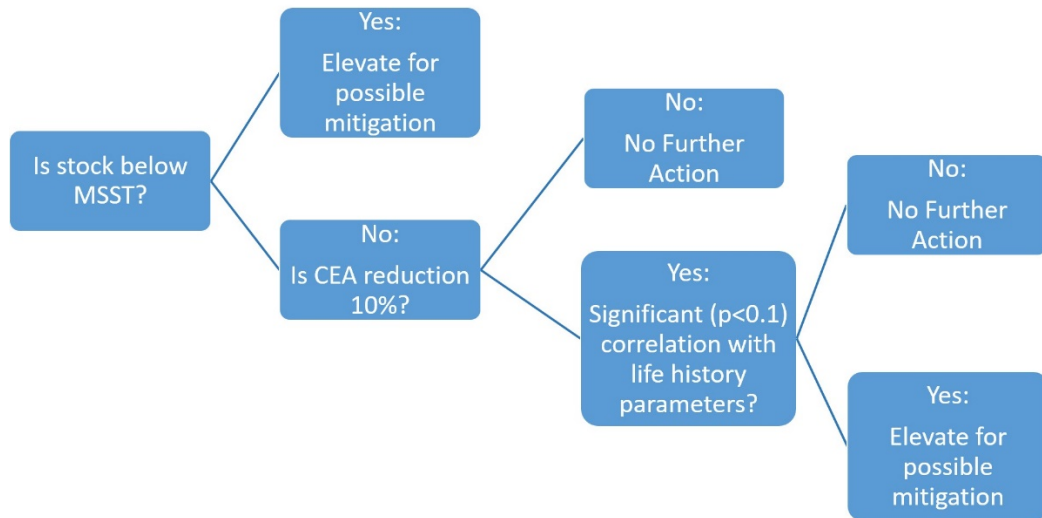 Is stock below
MSST?
Yes:
Elevate for
possible
mitigation
No:
Is CEA reduction
10%?
No:
No Further
Action
Yes:
Significant (p<0.1)
correlation with
life history
parameters?
No:
No Further
Action
Yes:
Elevate for
possible
mitigation